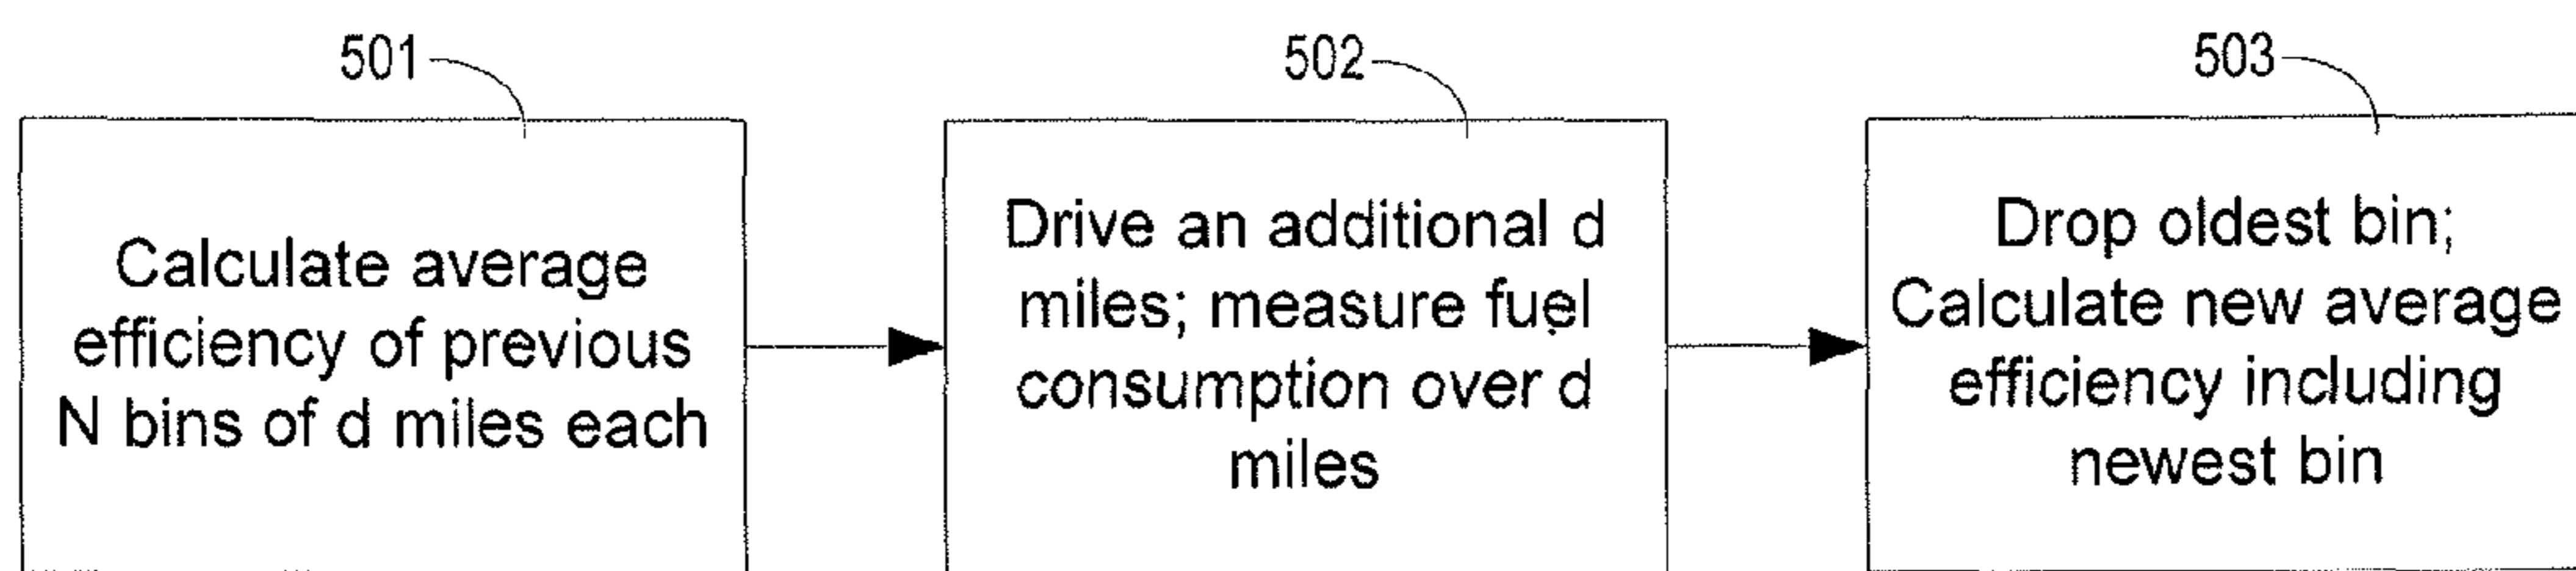 501
Calculate average
efficiency of previous
N bins of d miles each
502
Drive an additional d
miles; measure fuel
consumption over d
miles
503
Drop oldest bin;
Calculate new average
efficiency including
newest bin